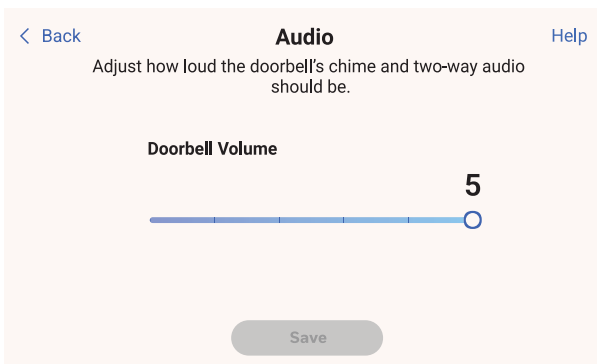 Back
Audio
Help
Adjust how loud the doorbell's chime and two-way audio
should be.
Doorbell Volume
5
Save